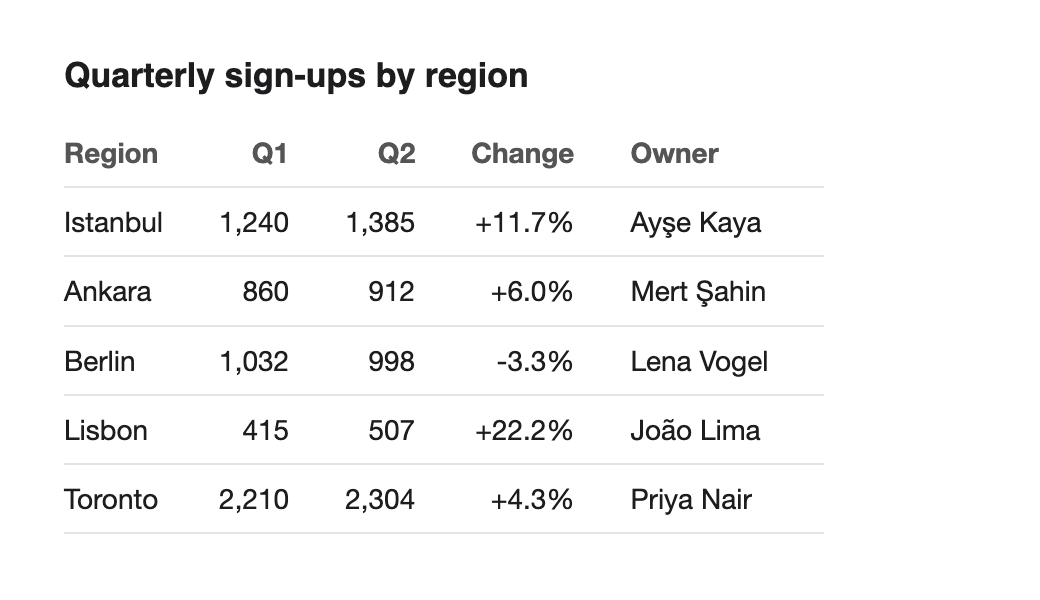 Quarterly sign-ups by region
Region Q1 Q2 Change Owner
Istanbul 1,240 1,385 +11.7% Ayşe Kaya
Ankara 860 912 +6.0% Mert Şahin
Berlin 1,032 998 -3.3% Lena Vogel
Lisbon 415 507 +22.2% João Lima
Toronto 2,210 2,304 +4.3% Priya Nair